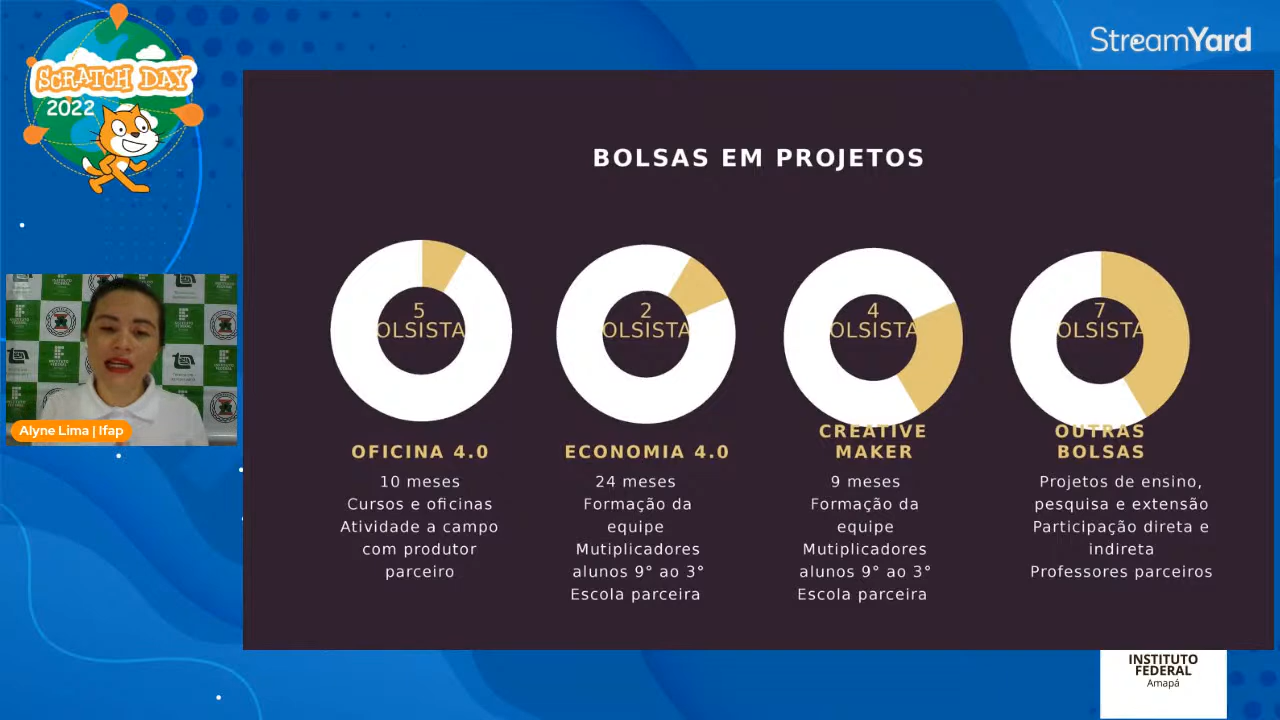 SCRATCH DAY
2022
StreamYard
BOLSAS EM PROJETOS
5
OLSISTA
2
OLSISTA
4
OLSISTA
7
OLSISTA
OFICINA 4.0
10 meses
Cursos e oficinas
Atividade a campo
com produtor
parceiro
ECONOMIA 4.0
24 meses
Formação da
equipe
Mutiplicadores
alunos 9° ao 3°
Escola parceira
CREATIVE
MAKER
9 meses
Formação da
equipe
Mutiplicadores
alunos 9° ao 3°
Escola parceira
OUTRAS
BOLSAS
Projetos de ensino,
pesquisa e extensão
Participação direta e
indireta
Professores parceiros
Alyne Lima | Ifap
INSTITUTO
FEDERAL
Amapá